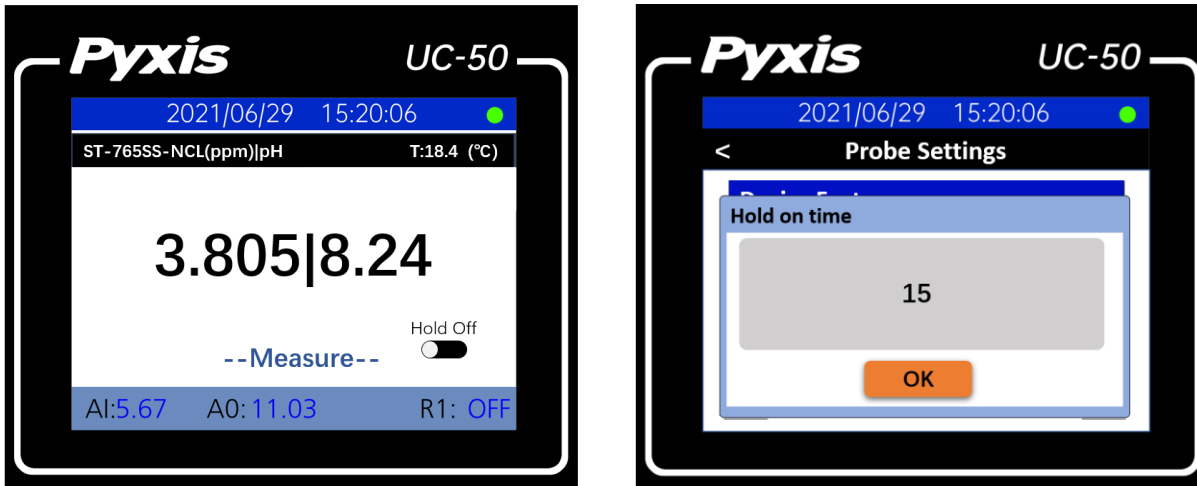 Pyxis UC-50
2021/06/29 15:20:06
ST-765SS-NCL(ppm)|pH T:18.4 (℃)
3.805|8.24
Hold Off
--Measure--
AI:5.67 A0:11.03 R1: OFF
Pyxis UC-50
2021/06/29 15:20:06
< Probe Settings
Hold on time
15
OK